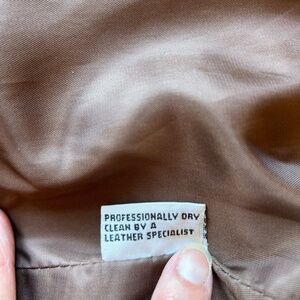 PROFESSIONALLY DRY
CLEAN BY A
LEATHER SPECIALIST